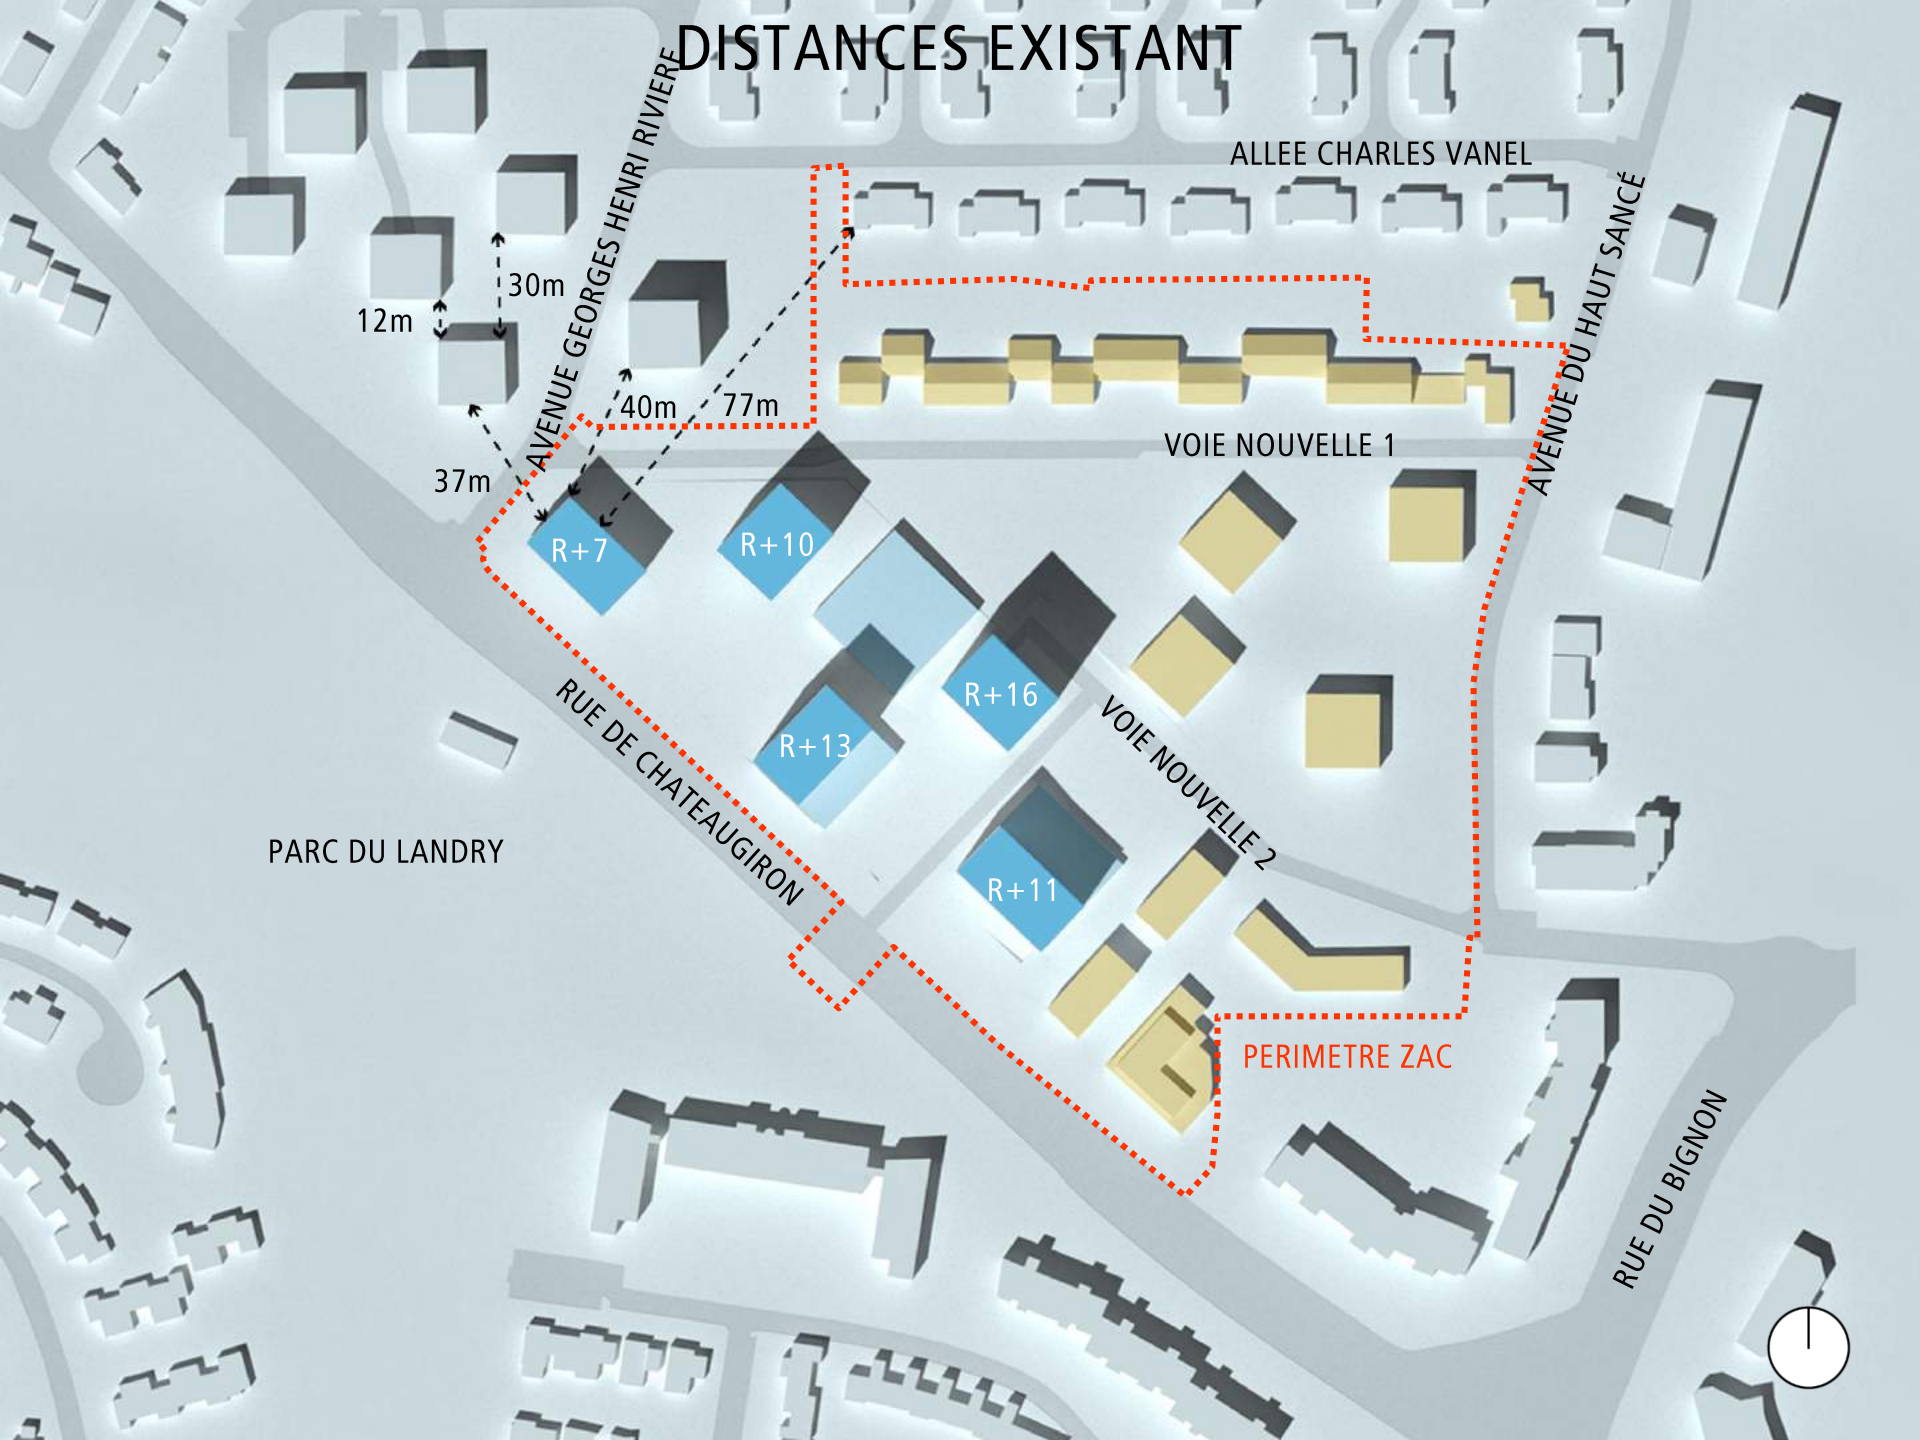 DISTANCES EXISTANT
ALLEE CHARLES VANEL
AVENUE GEORGES HENRI RIVIERE
AVENUE DU HAUT SANCÉ
30m
12m
40m
77m
37m
VOIE NOUVELLE 1
R+7
R+10
R+16
R+13
R+11
RUE DE CHATEAUGIRON
VOIE NOUVELLE 2
PARC DU LANDRY
PERIMETRE ZAC
RUE DU BIGNON